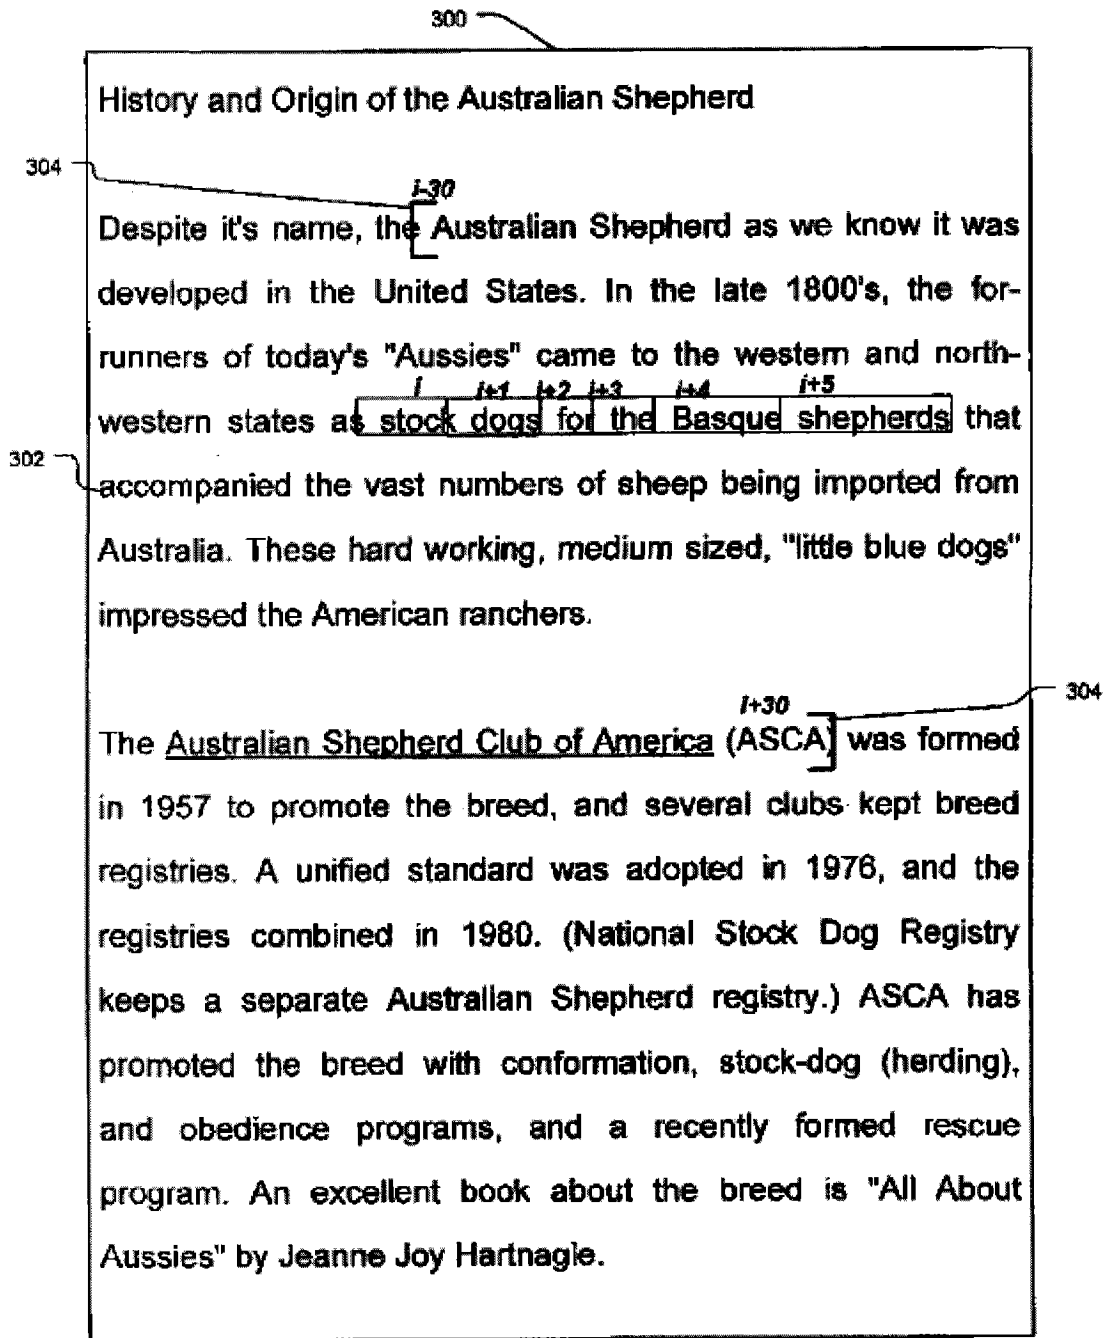 300
History and Origin of the Australian Shepherd
304
i-30
Despite it's name, the Australian Shepherd as we know it was
developed in the United States. In the late 1800's, the for-
runners of today's "Aussies" came to the western and north-
i i+1 i+2 i+3 i+4 i+5
western states as stock dogs for the Basque shepherds that
302
accompanied the vast numbers of sheep being imported from
Australia. These hard working, medium sized, "little blue dogs"
impressed the American ranchers.
i+30
304
The Australian Shepherd Club of America (ASCA) was formed
in 1957 to promote the breed, and several clubs kept breed
registries. A unified standard was adopted in 1976, and the
registries combined in 1980. (National Stock Dog Registry
keeps a separate Australian Shepherd registry.) ASCA has
promoted the breed with conformation, stock-dog (herding),
and obedience programs, and a recently formed rescue
program. An excellent book about the breed is "All About
Aussies" by Jeanne Joy Hartnagle.